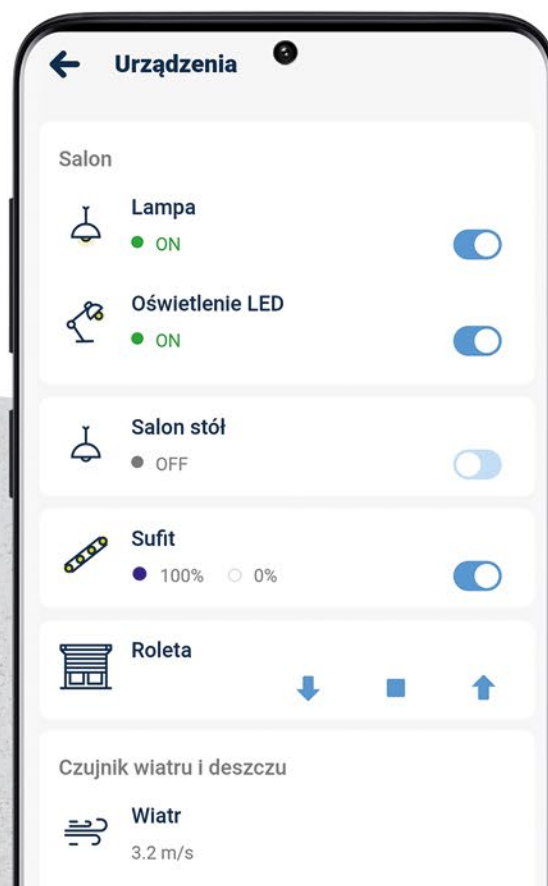 Urządzenia
Salon
Lampa
ON
Oświetlenie LED
ON
Salon stół
OFF
Sufit
100% 0%
Roleta
Czujnik wiatru i deszczu
Wiatr
3.2 m/s